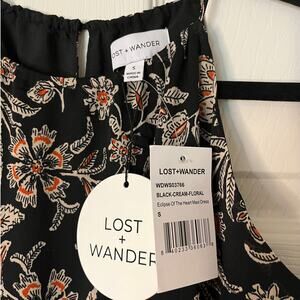 LOST + WANDER
S
LOST
+
WANDER
LOST+WANDER
WDWS03766
BLACK-CREAM-FLORAL
Eclipse Of The Heart Maxi Dress
S